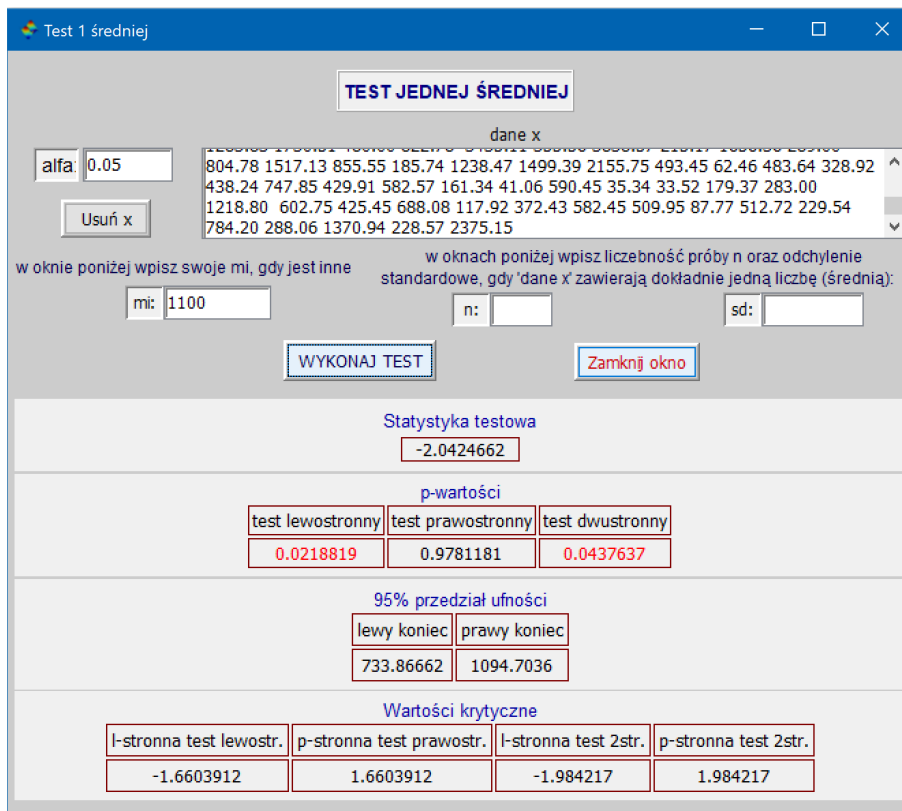 Test 1 średniej
TEST JEDNEJ ŚREDNIEJ
dane x
alfa: 0.05
804.78 1517.13 855.55 185.74 1238.47 1499.39 2155.75 493.45 62.46 483.64 328.92
438.24 747.85 429.91 582.57 161.34 41.06 590.45 35.34 33.52 179.37 283.00
1218.80 602.75 425.45 688.08 117.92 372.43 582.45 509.95 87.77 512.72 229.54
784.20 288.06 1370.94 228.57 2375.15
Usuń x
w oknie poniżej wpisz swoje mi, gdy jest inne
mi: 1100
w oknach poniżej wpisz liczebność próby n oraz odchylenie
standardowe, gdy 'dane x' zawierają dokładnie jedną liczbę (średnią):
n: sd:
WYKONAJ TEST Zamknij okno
Statystyka testowa
-2.0424662
p-wartości
test lewostronny test prawostronny test dwustronny
0.0218819 0.9781181 0.0437637
95% przedział ufności
lewy koniec prawy koniec
733.86662 1094.7036
Wartości krytyczne
l-stronna test lewostr. p-stronna test prawostr. l-stronna test 2str. p-stronna test 2str.
-1.6603912 1.6603912 -1.984217 1.984217